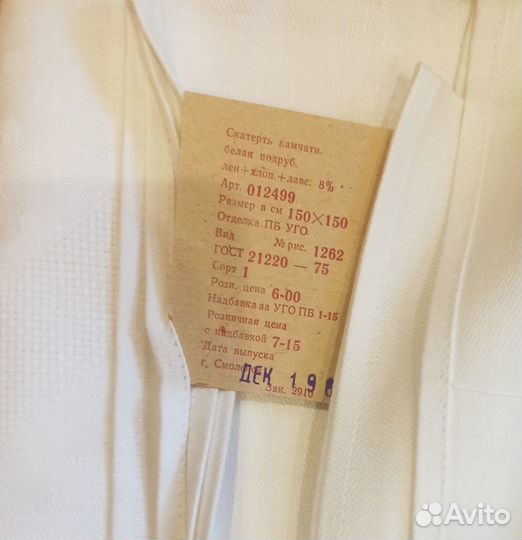 Скатерть камчатн.
белая подруб.
лен+хлоп.+лавс. 8%
Арт. 012499
Размер в см 150×150
Отделка ПБ УГО
Вид № рис. 1262
ГОСТ 21220 — 75
Сорт 1
Розн. цена 6-00
Надбавка за УГО ПБ 1-15
Розничная цена
с надбавкой 7-15
Дата выпуска
г. Смоленск
ДЕК 198
Зак. 2910
Avito